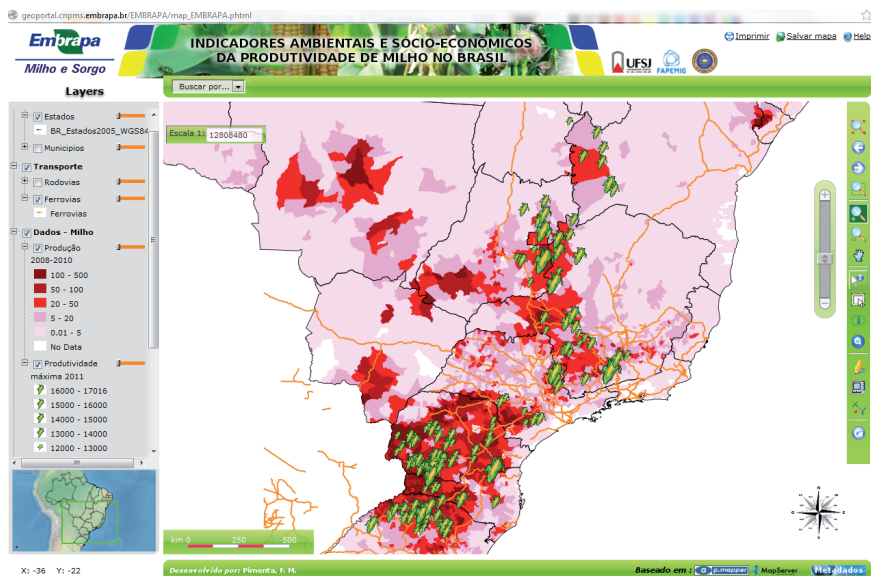 geoportal.cnpms.embrapa.br/EMBRAPA/map_EMBRAPA.phtml
Embrapa
Milho e Sorgo
INDICADORES AMBIENTAIS E SÓCIO-ECONÔMICOS
DA PRODUTIVIDADE DE MILHO NO BRASIL
UFSJ
FAPEMIG
Imprimir
Salvar mapa
Help
Layers
Buscar por...
Estados
BR_Estados2005_WGS84
Municipios
Transporte
Rodovias
Ferrovias
Ferrovias
Dados - Milho
Produção
2008-2010
100 - 500
50 - 100
20 - 50
5 - 20
0.01 - 5
No Data
Produtividade
máxima 2011
16000 - 17016
15000 - 16000
14000 - 15000
13000 - 14000
12000 - 13000
Escala 1: 12808480
km 0 250 500
X: -36 Y: -22
Desenvolvido por: Pimenta, F. M.
Baseado em : p.mapper MapServer Metadados